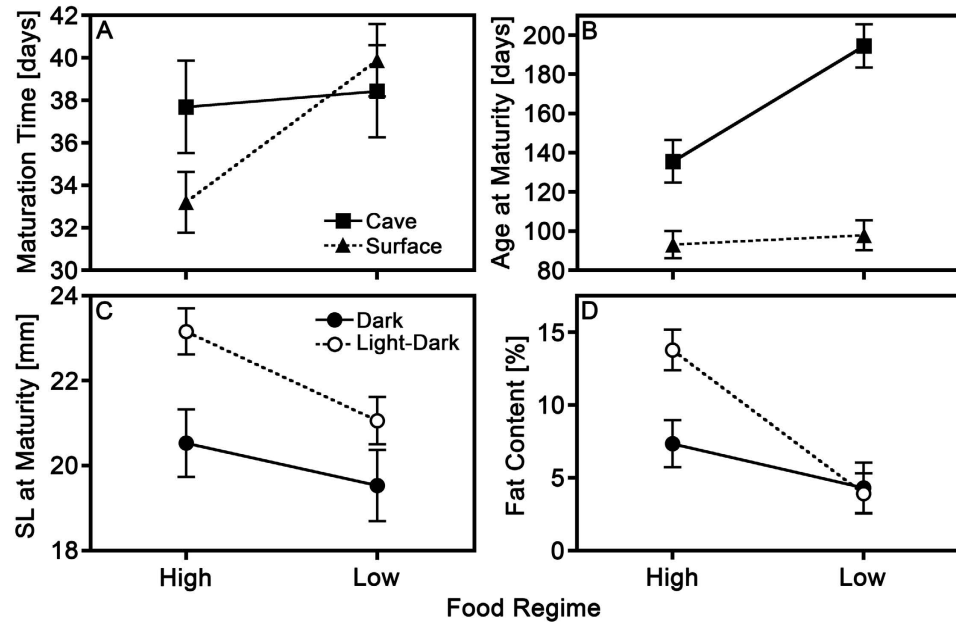 A
Maturation Time [days]
42
40
38
36
34
32
30
Cave
Surface
B
Age at Maturity [days]
200
180
160
140
120
100
80
C
SL at Maturity [mm]
24
22
20
18
Dark
Light-Dark
High
Low
D
Fat Content [%]
15
10
5
0
High
Low
Food Regime